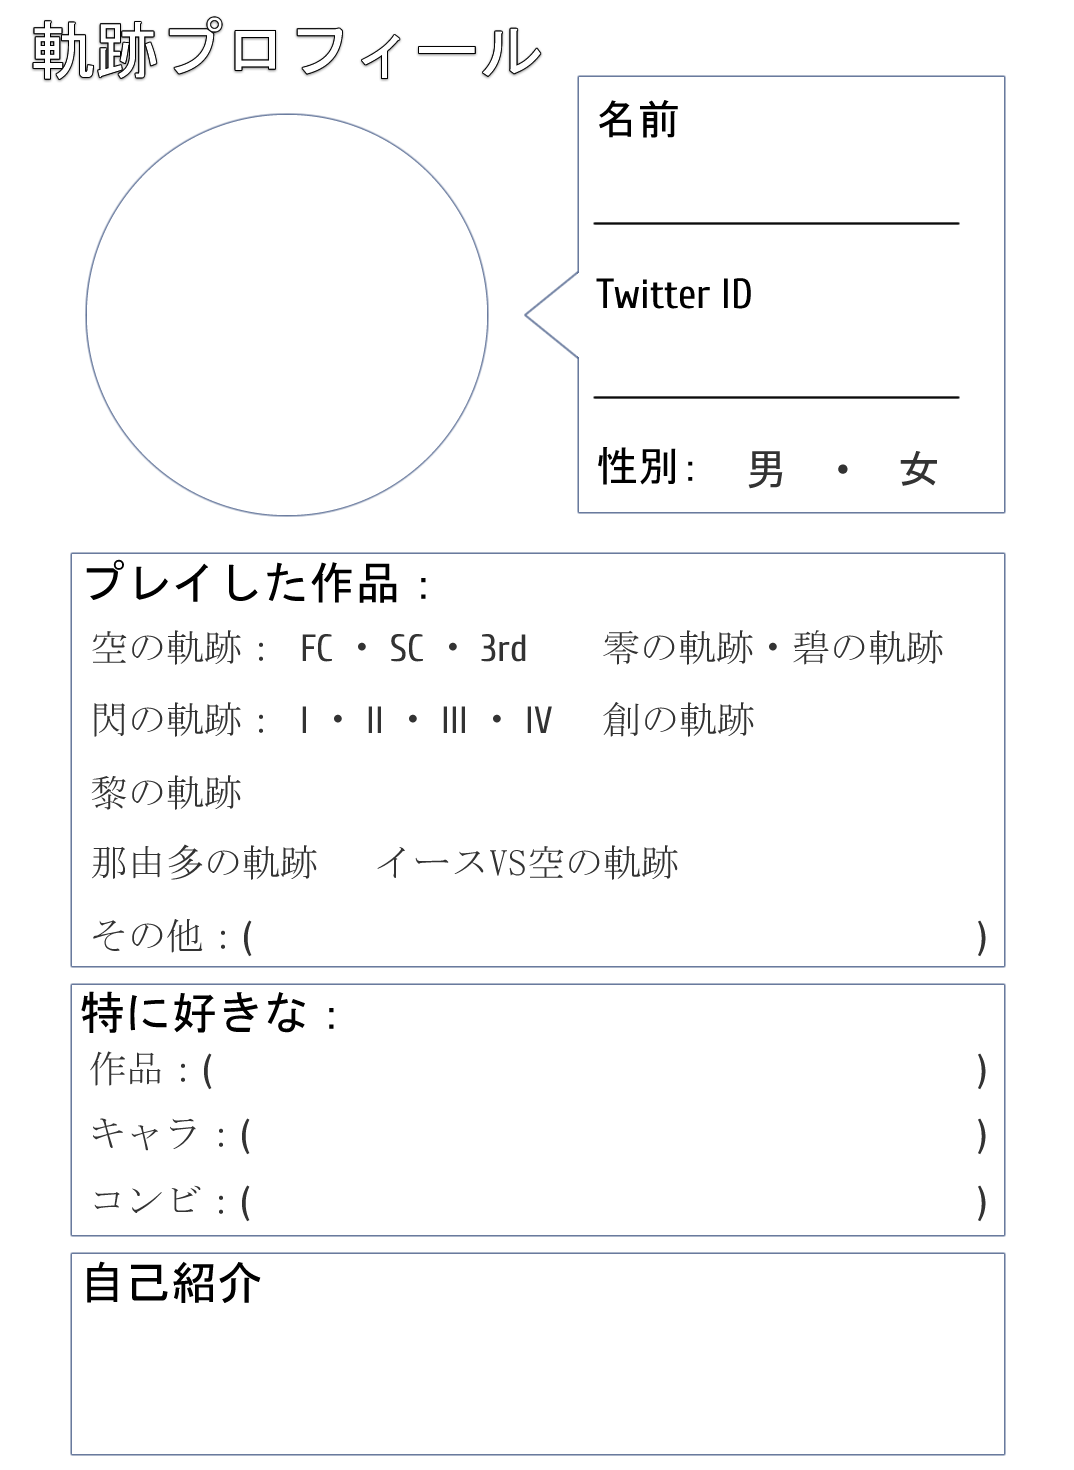 軌跡プロフィール
名前
Twitter ID
性別： 男 ・ 女
プレイした作品：
空の軌跡： FC ・ SC ・ 3rd 零の軌跡・碧の軌跡
閃の軌跡： Ⅰ ・ Ⅱ ・ Ⅲ ・ Ⅳ 創の軌跡
黎の軌跡
那由多の軌跡 イースVS空の軌跡
その他：( )
特に好きな：
作品：( )
キャラ：( )
コンビ：( )
自己紹介